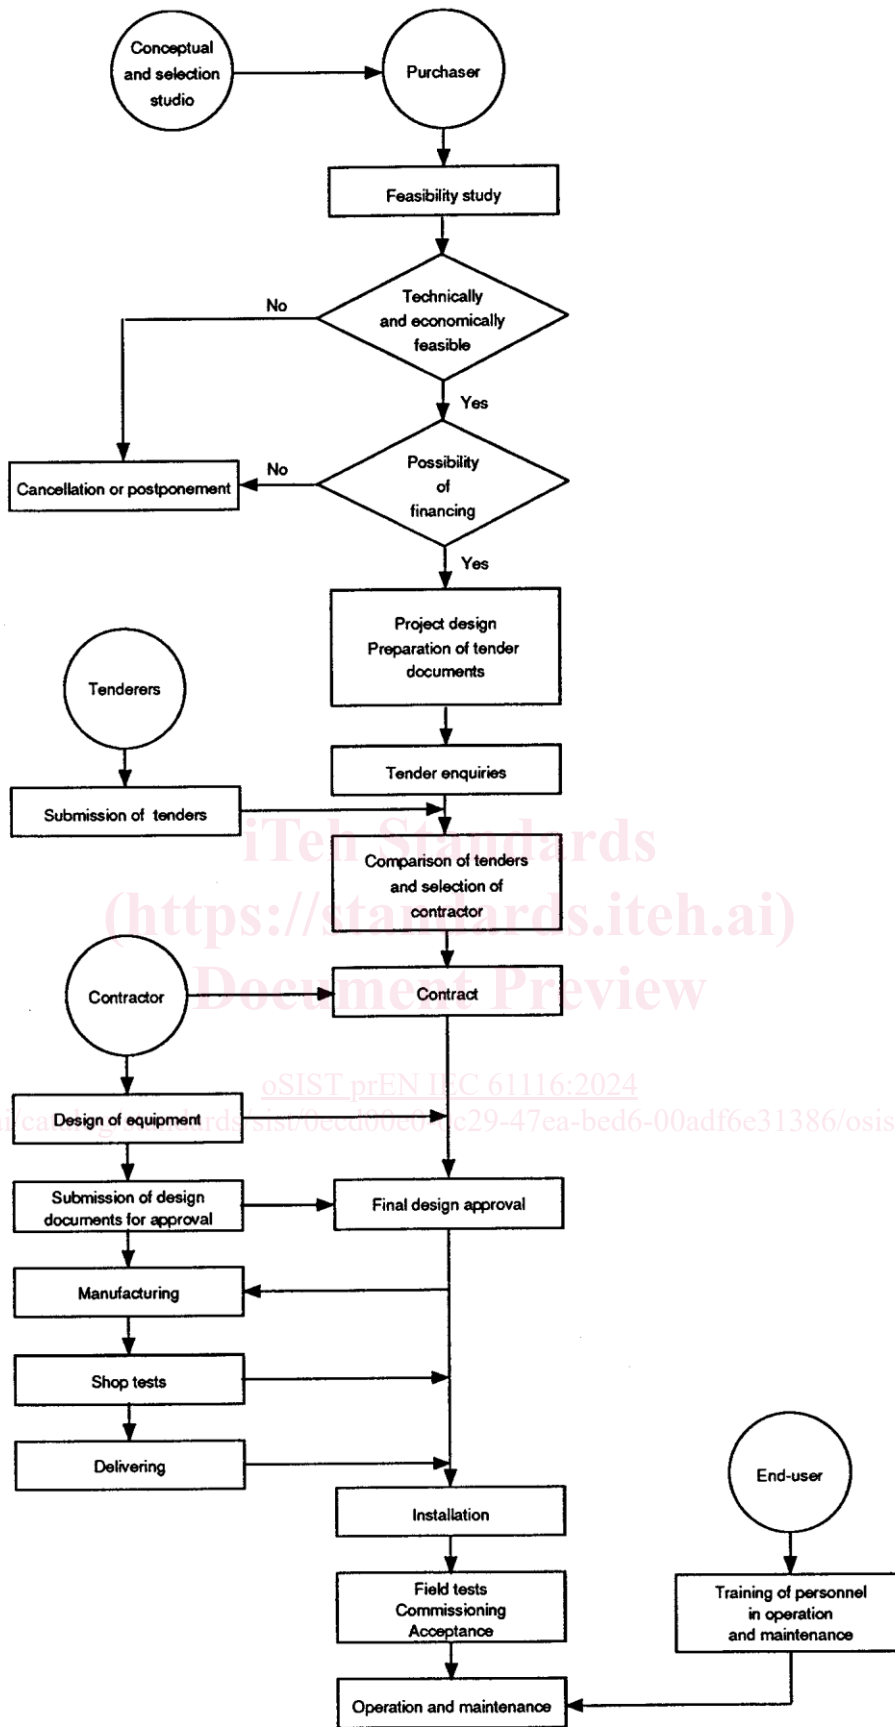 Conceptual
and selection
studio
Purchaser
Feasibility study
Technically
and economically
feasible
No
Yes
Possibility
of
financing
No
Cancellation or postponement
Yes
Project design
Preparation of tender
documents
Tenderers
Tender enquiries
Submission of tenders
iTeh Standards
Comparison of tenders
and selection of
contractor
(https://standards.iteh.ai)
Document Preview
Contractor
Contract
oSIST prEN IEC 61116:2024
Design of equipment
Submission of design
documents for approval
Final design approval
Manufacturing
Shop tests
Delivering
End-user
Installation
Field tests
Commissioning
Acceptance
Training of personnel
in operation
and maintenance
Operation and maintenance